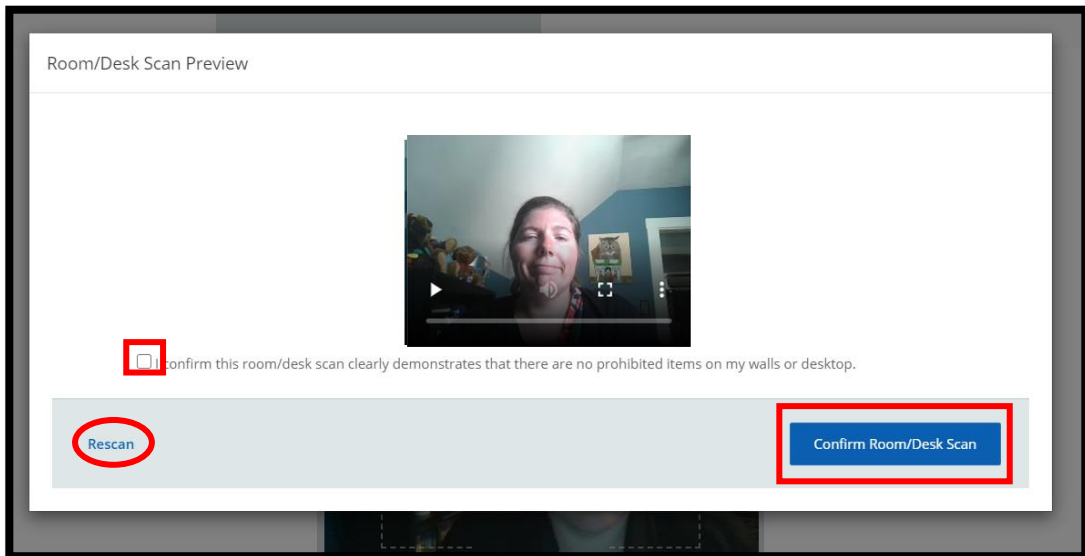 Room/Desk Scan Preview
I confirm this room/desk scan clearly demonstrates that there are no prohibited items on my walls or desktop.
Rescan
Confirm Room/Desk Scan